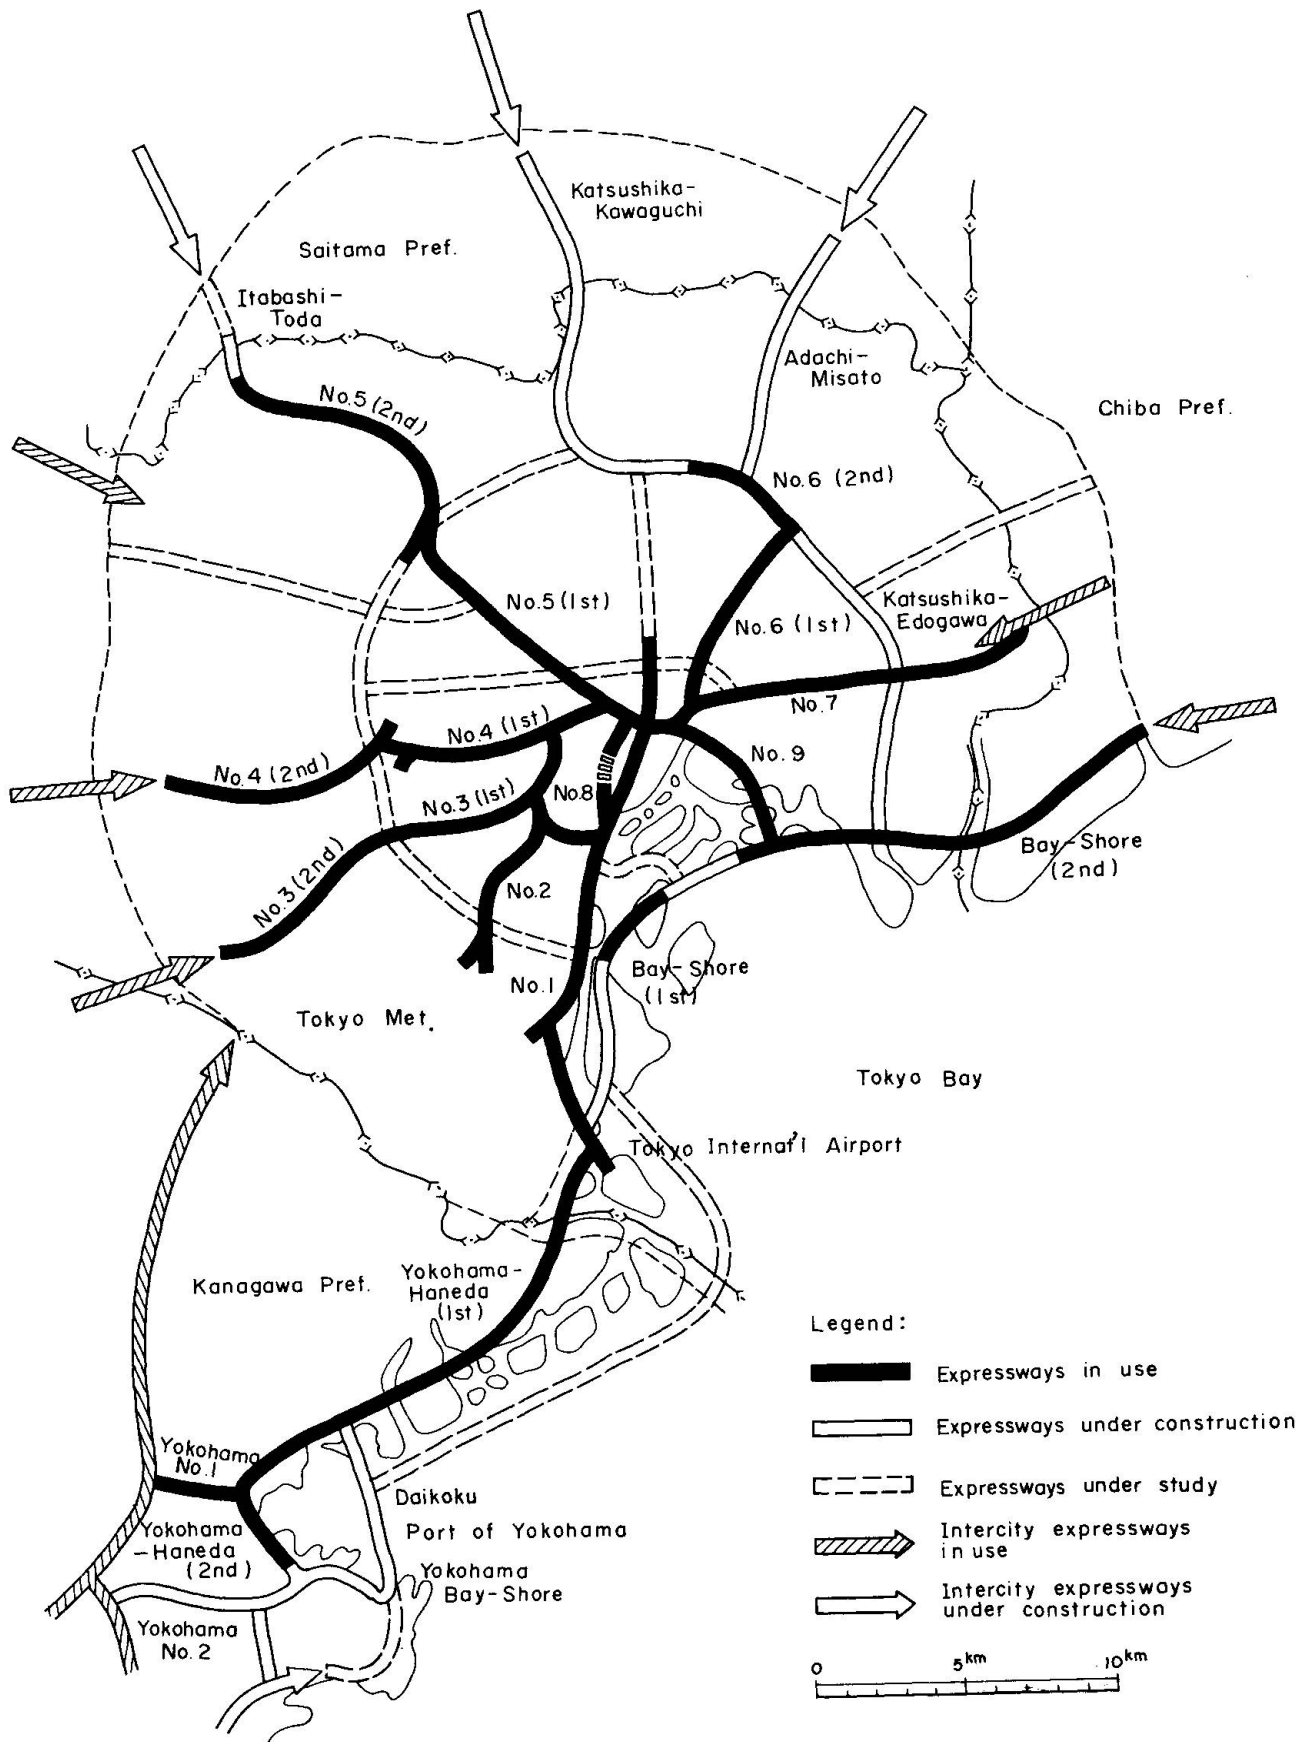 Katsushika-
Kawaguchi
Saitama Pref.
Itabashi-
Toda
Adachi-
Misato
Chiba Pref.
No.5 (2nd)
No.6 (2nd)
No.5 (1st)
Katsushika-
Edogawa
No.6 (1st)
No.7
No.4 (1st)
No.9
No.4 (2nd)
No.3 (1st)
No.8
Bay-Shore
(2nd)
No.3 (2nd)
No.2
Bay-Shore
(1st)
No.1
Tokyo Met.
Tokyo Bay
Tokyo Internat'l Airport
Kanagawa Pref.
Yokohama-
Haneda
(1st)
Legend:
Expressways in use
Expressways under construction
Expressways under study
Intercity expressways
in use
Intercity expressways
under construction
0 5km 10km
Yokohama
No.1
Daikoku
Port of Yokohama
Yokohama
-Haneda
(2nd)
Yokohama
Bay-Shore
Yokohama
No.2